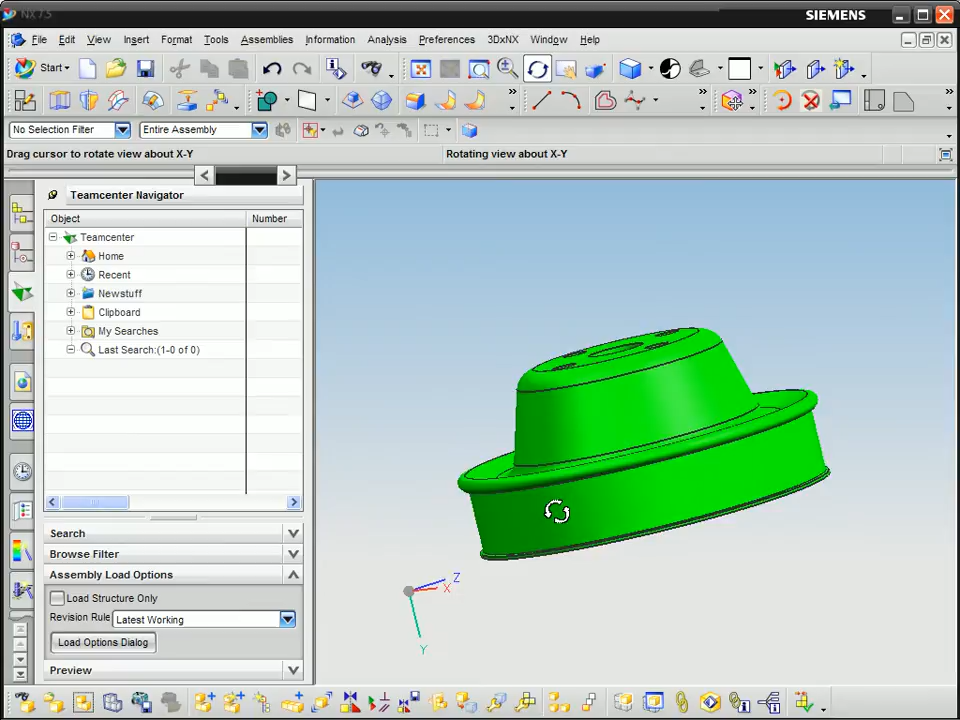 NX 7.5
SIEMENS
File Edit View Insert Format Tools Assemblies Information Analysis Preferences 3DxNX Window Help
Start
No Selection Filter Entire Assembly
Drag cursor to rotate view about X-Y Rotating view about X-Y
Teamcenter Navigator
Object Number
Teamcenter
Home
Recent
Newstuff
Clipboard
My Searches
Last Search:(1-0 of 0)
Search
Browse Filter
Assembly Load Options
Load Structure Only
Revision Rule Latest Working
Load Options Dialog
Preview
Z
X
Y